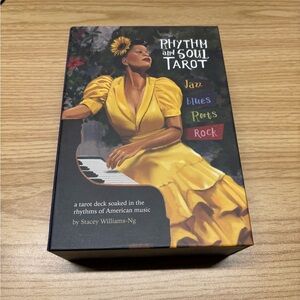 RHYTHM
AND SOUL
TAROT
Jazz
Blues
Roots
Rock
a tarot deck soaked in the
rhythms of American music
by Stacey Williams-Ng